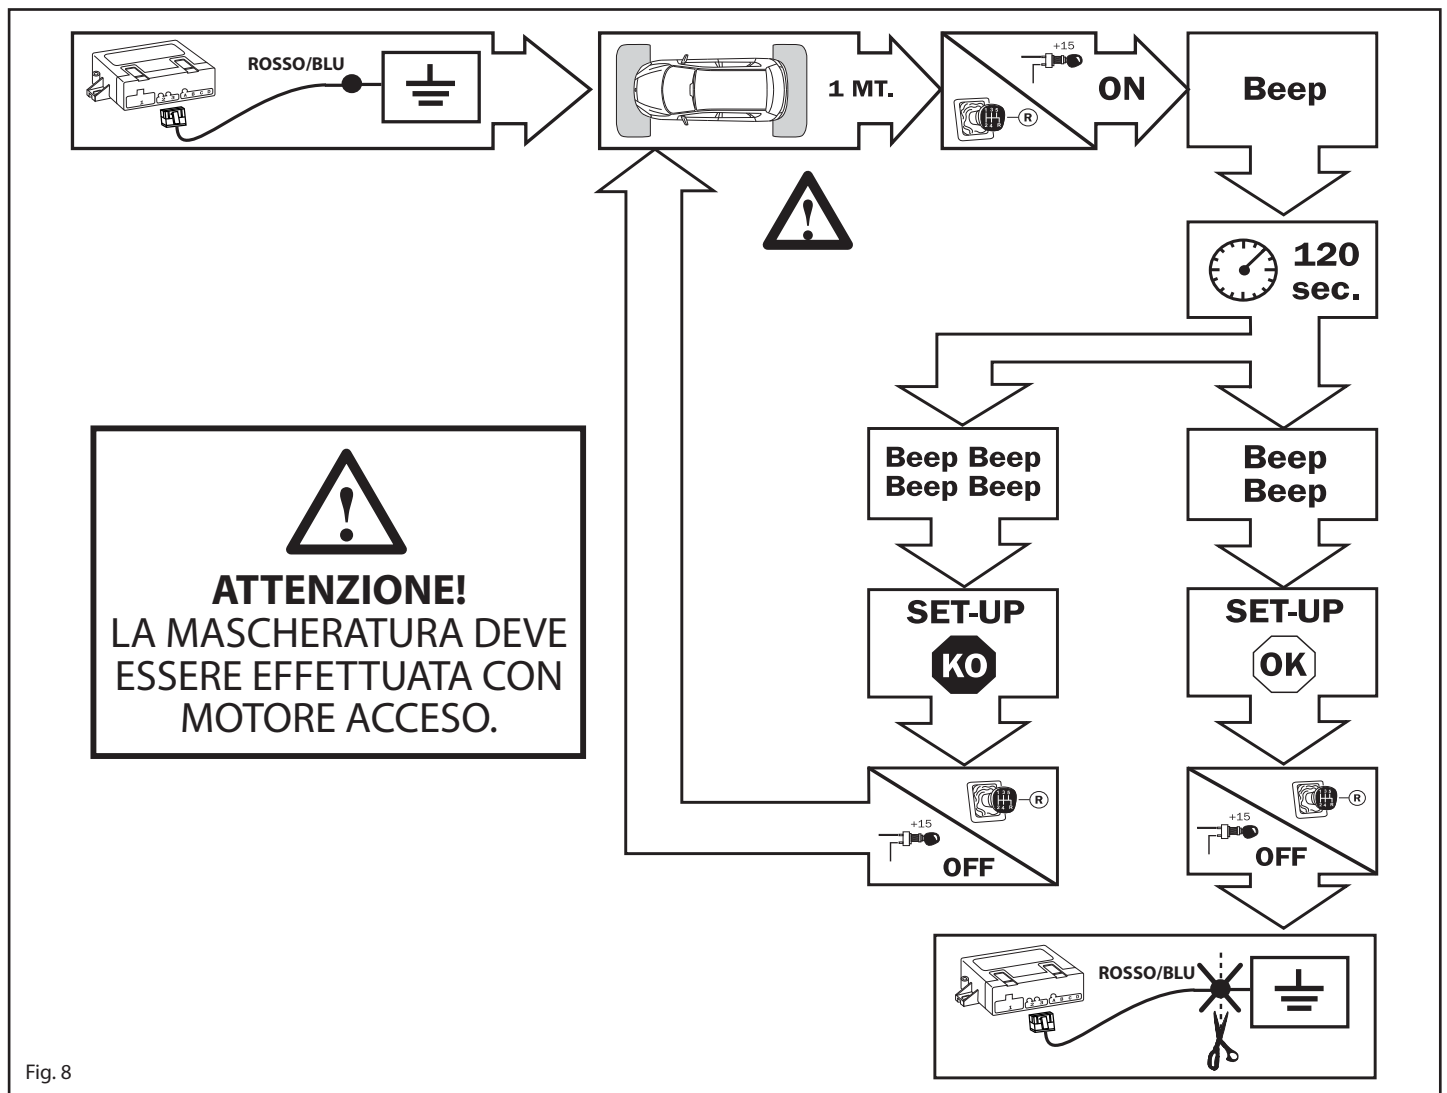 ROSSO/BLU
1 MT.
+15
R
ON
Beep
120
sec.
Beep Beep
Beep Beep
Beep
Beep
ATTENZIONE!
LA MASCHERATURA DEVE
ESSERE EFFETTUATA CON
MOTORE ACCESO.
SET-UP
KO
SET-UP
OK
R
+15
OFF
R
+15
OFF
ROSSO/BLU
Fig. 8